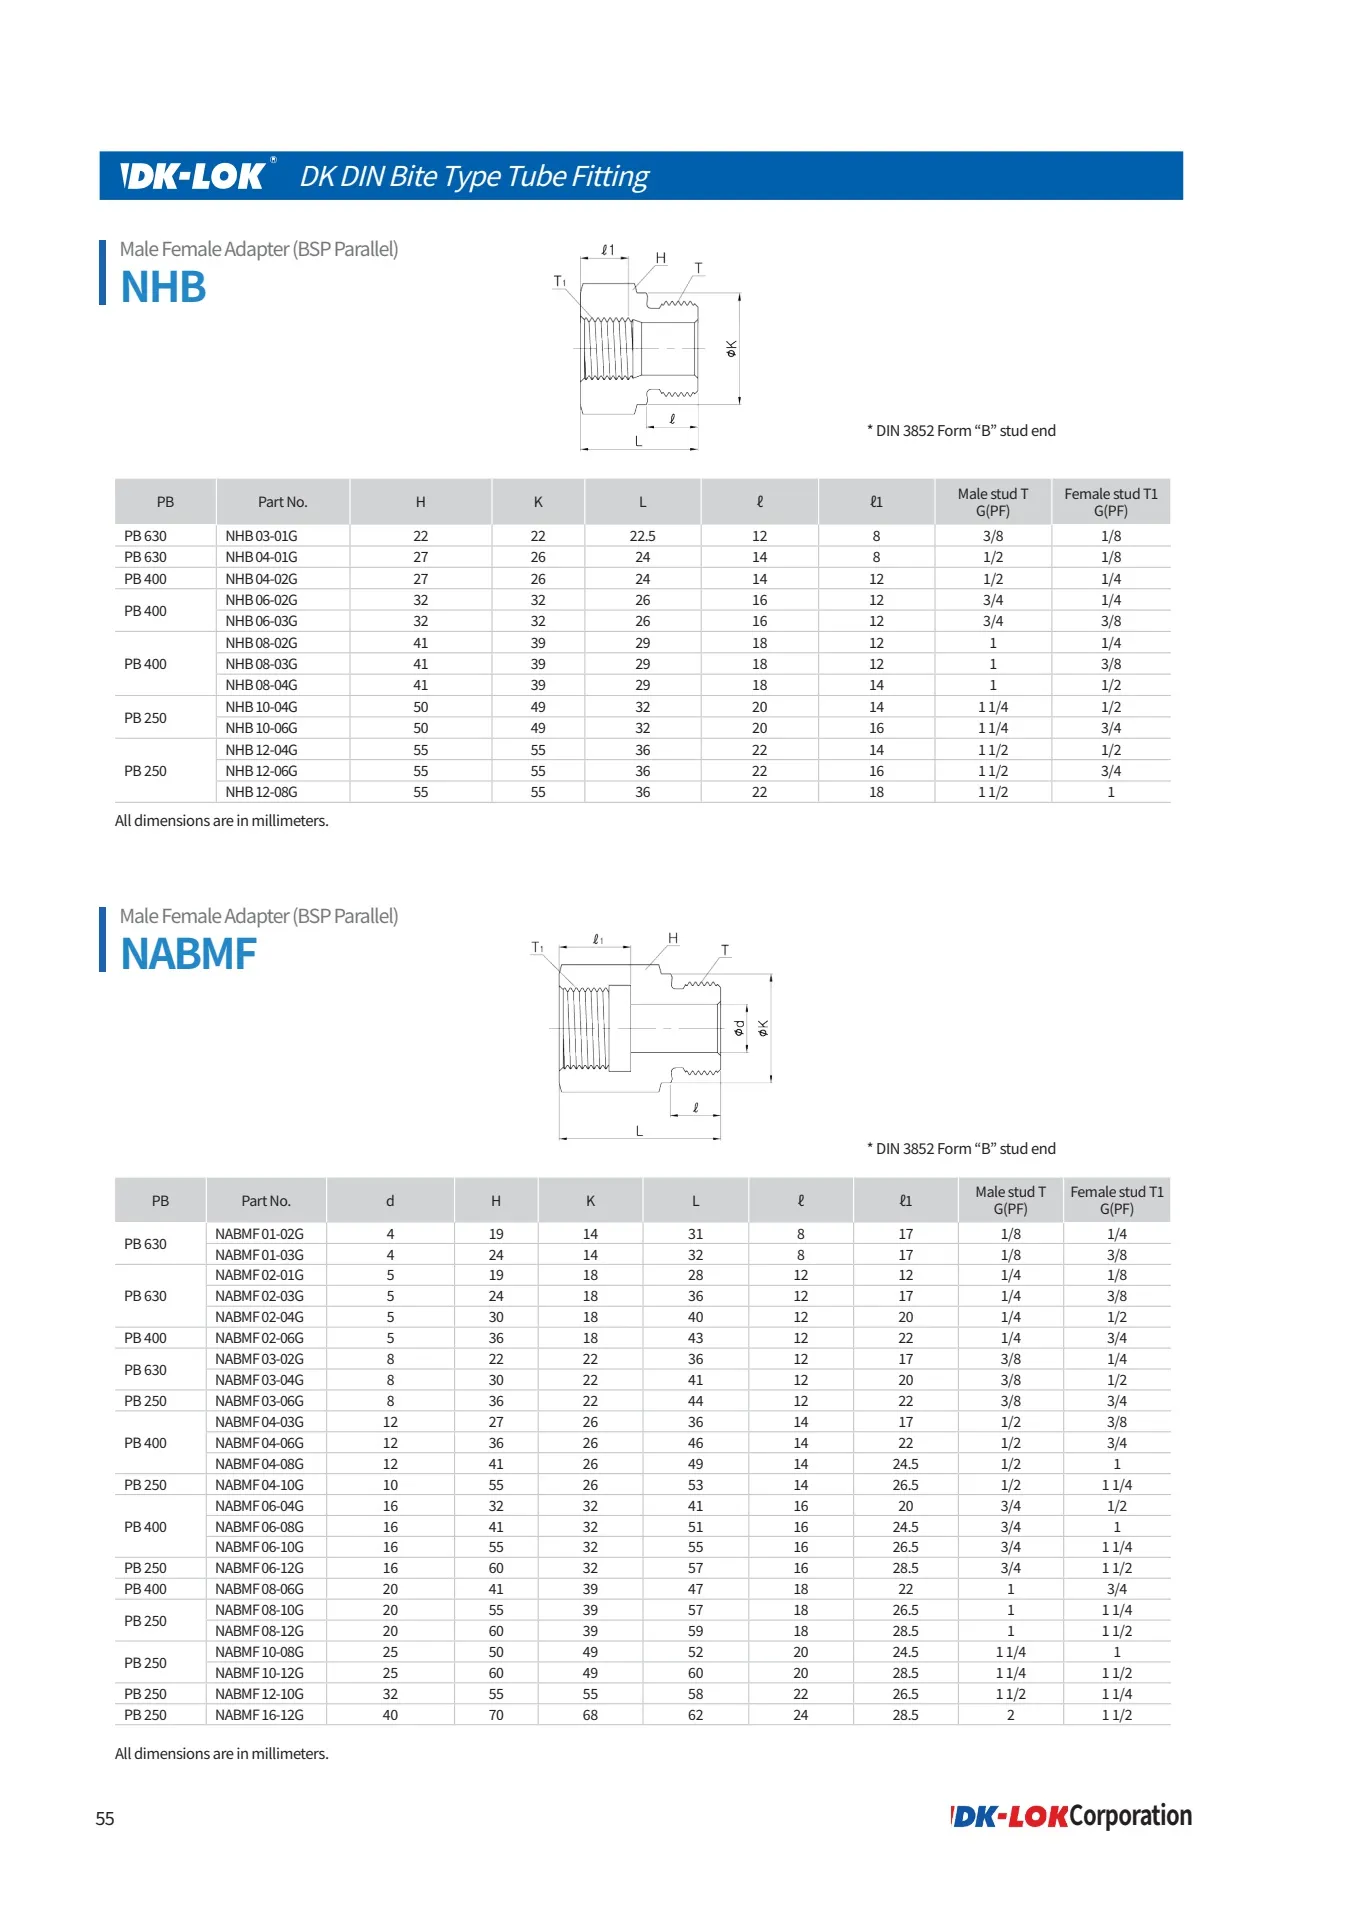 DK-LOK® DK DIN Bite Type Tube Fitting
Male Female Adapter (BSP Parallel)
NHB
ℓ1 H T
T1
øK
ℓ
L
* DIN 3852 Form “B” stud end
PB Part No. H K L ℓ ℓ1 Male stud T G(PF) Female stud T1 G(PF)
PB 630 NHB 03-01G 22 22 22.5 12 8 3/8 1/8
PB 630 NHB 04-01G 27 26 24 14 8 1/2 1/8
PB 400 NHB 04-02G 27 26 24 14 12 1/2 1/4
PB 400 NHB 06-02G 32 32 26 16 12 3/4 1/4
NHB 06-03G 32 32 26 16 12 3/4 3/8
PB 400 NHB 08-02G 41 39 29 18 12 1 1/4
NHB 08-03G 41 39 29 18 12 1 3/8
NHB 08-04G 41 39 29 18 14 1 1/2
PB 250 NHB 10-04G 50 49 32 20 14 1 1/4 1/2
NHB 10-06G 50 49 32 20 16 1 1/4 3/4
PB 250 NHB 12-04G 55 55 36 22 14 1 1/2 1/2
NHB 12-06G 55 55 36 22 16 1 1/2 3/4
NHB 12-08G 55 55 36 22 18 1 1/2 1
All dimensions are in millimeters.
Male Female Adapter (BSP Parallel)
NABMF
T1 ℓ1 H T
ød øK
ℓ
L
* DIN 3852 Form “B” stud end
PB Part No. d H K L ℓ ℓ1 Male stud T G(PF) Female stud T1 G(PF)
PB 630 NABMF 01-02G 4 19 14 31 8 17 1/8 1/4
NABMF 01-03G 4 24 14 32 8 17 1/8 3/8
PB 630 NABMF 02-01G 5 19 18 28 12 12 1/4 1/8
NABMF 02-03G 5 24 18 36 12 17 1/4 3/8
NABMF 02-04G 5 30 18 40 12 20 1/4 1/2
PB 400 NABMF 02-06G 5 36 18 43 12 22 1/4 3/4
PB 630 NABMF 03-02G 8 22 22 36 12 17 3/8 1/4
NABMF 03-04G 8 30 22 41 12 20 3/8 1/2
PB 250 NABMF 03-06G 8 36 22 44 12 22 3/8 3/4
PB 400 NABMF 04-03G 12 27 26 36 14 17 1/2 3/8
NABMF 04-06G 12 36 26 46 14 22 1/2 3/4
NABMF 04-08G 12 41 26 49 14 24.5 1/2 1
PB 250 NABMF 04-10G 10 55 26 53 14 26.5 1/2 1 1/4
PB 400 NABMF 06-04G 16 32 32 41 16 20 3/4 1/2
NABMF 06-08G 16 41 32 51 16 24.5 3/4 1
NABMF 06-10G 16 55 32 55 16 26.5 3/4 1 1/4
PB 250 NABMF 06-12G 16 60 32 57 16 28.5 3/4 1 1/2
PB 400 NABMF 08-06G 20 41 39 47 18 22 1 3/4
PB 250 NABMF 08-10G 20 55 39 57 18 26.5 1 1 1/4
NABMF 08-12G 20 60 39 59 18 28.5 1 1 1/2
PB 250 NABMF 10-08G 25 50 49 52 20 24.5 1 1/4 1
NABMF 10-12G 25 60 49 60 20 28.5 1 1/4 1 1/2
PB 250 NABMF 12-10G 32 55 55 58 22 26.5 1 1/2 1 1/4
PB 250 NABMF 16-12G 40 70 68 62 24 28.5 2 1 1/2
All dimensions are in millimeters.
55
DK-LOK Corporation